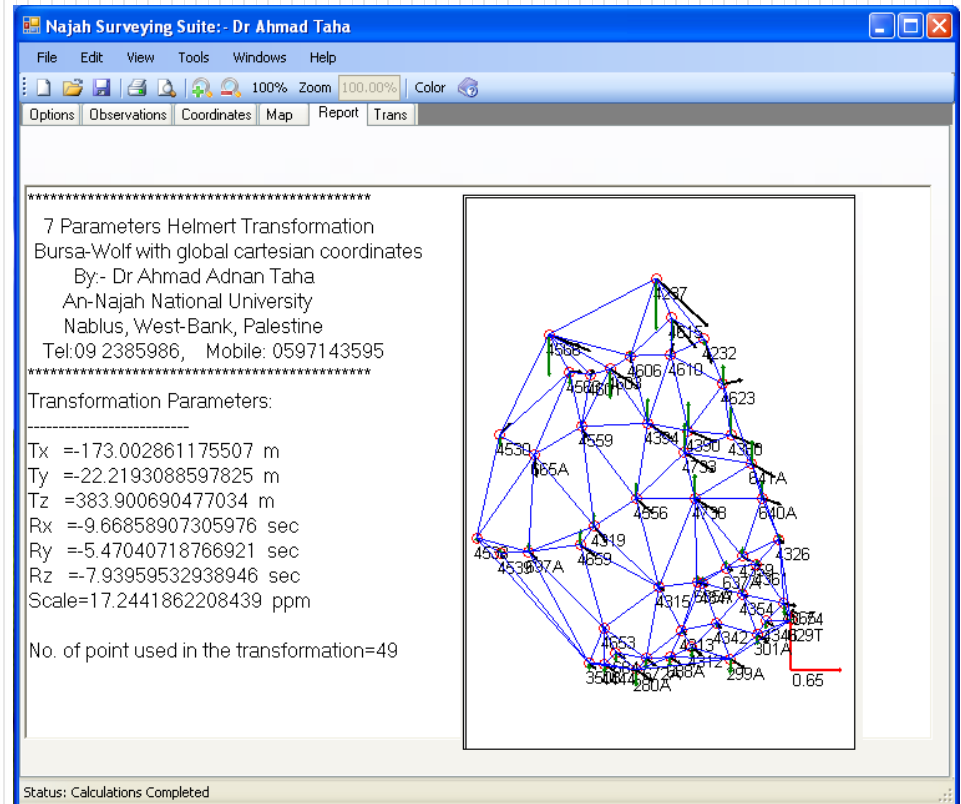 Najah Surveying Suite:- Dr Ahmad Taha
File Edit View Tools Windows Help
100% Zoom 100.00% Color
Options Observations Coordinates Map Report Trans
**********************************************
7 Parameters Helmert Transformation
Bursa-Wolf with global cartesian coordinates
By:- Dr Ahmad Adnan Taha
An-Najah National University
Nablus, West-Bank, Palestine
Tel:09 2385986, Mobile: 0597143595
**********************************************
Transformation Parameters:
---------------------------
Tx =-173.002861175507 m
Ty =-22.2193088597825 m
Tz =383.900690477034 m
Rx =-9.66858907305976 sec
Ry =-5.47040718766921 sec
Rz =-7.93959532938946 sec
Scale=17.2441862208439 ppm
No. of point used in the transformation=49
4237
4615
4232
4568
4606 4610
4603
4623
4559
4394
4390
4530
665A
4733
641A
4556
4738
640A
4319
4326
4659
4539
637A
4359
637A
4315
4354
4653
4313
4342
301A
629T
4312
299A
280A
0.65
Status: Calculations Completed